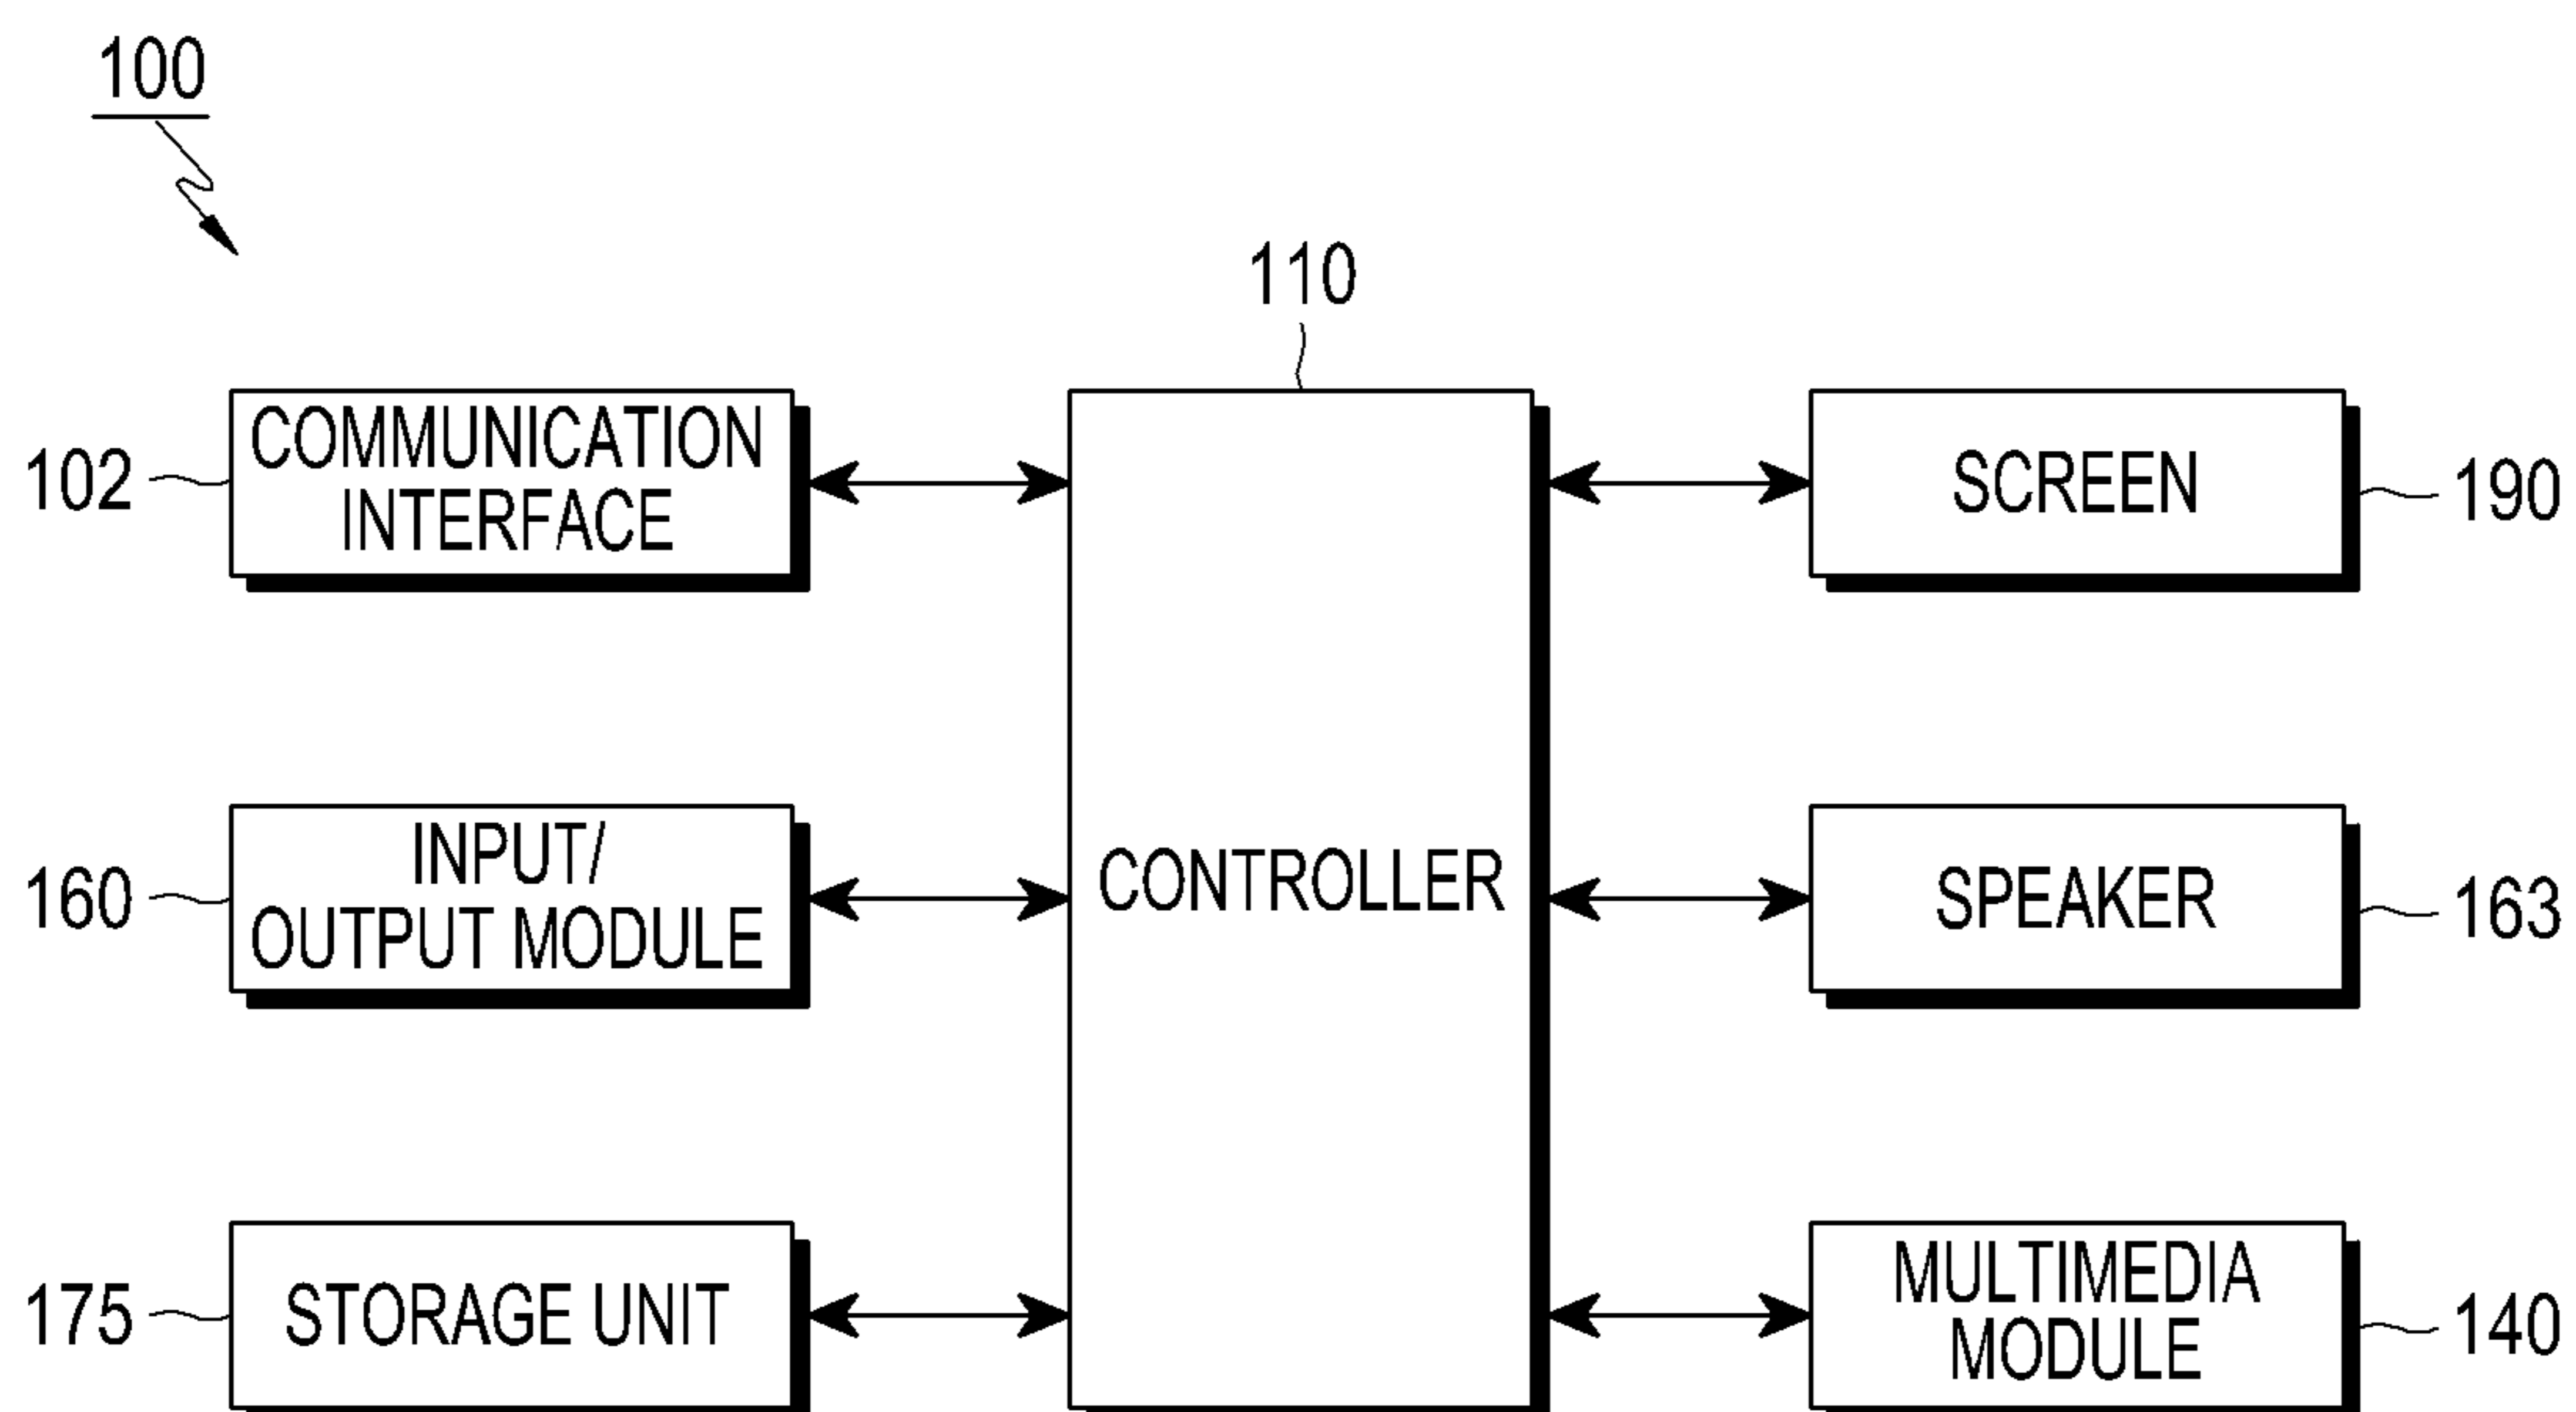 100
110
102
COMMUNICATION
INTERFACE
SCREEN
190
160
INPUT/
OUTPUT MODULE
CONTROLLER
SPEAKER
163
175
STORAGE UNIT
MULTIMEDIA
MODULE
140